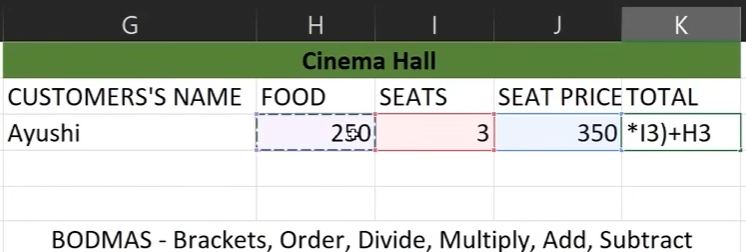 G H I J K
Cinema Hall
CUSTOMERS'S NAME FOOD SEATS SEAT PRICE TOTAL
Ayushi 250 3 350 *I3)+H3
BODMAS - Brackets, Order, Divide, Multiply, Add, Subtract